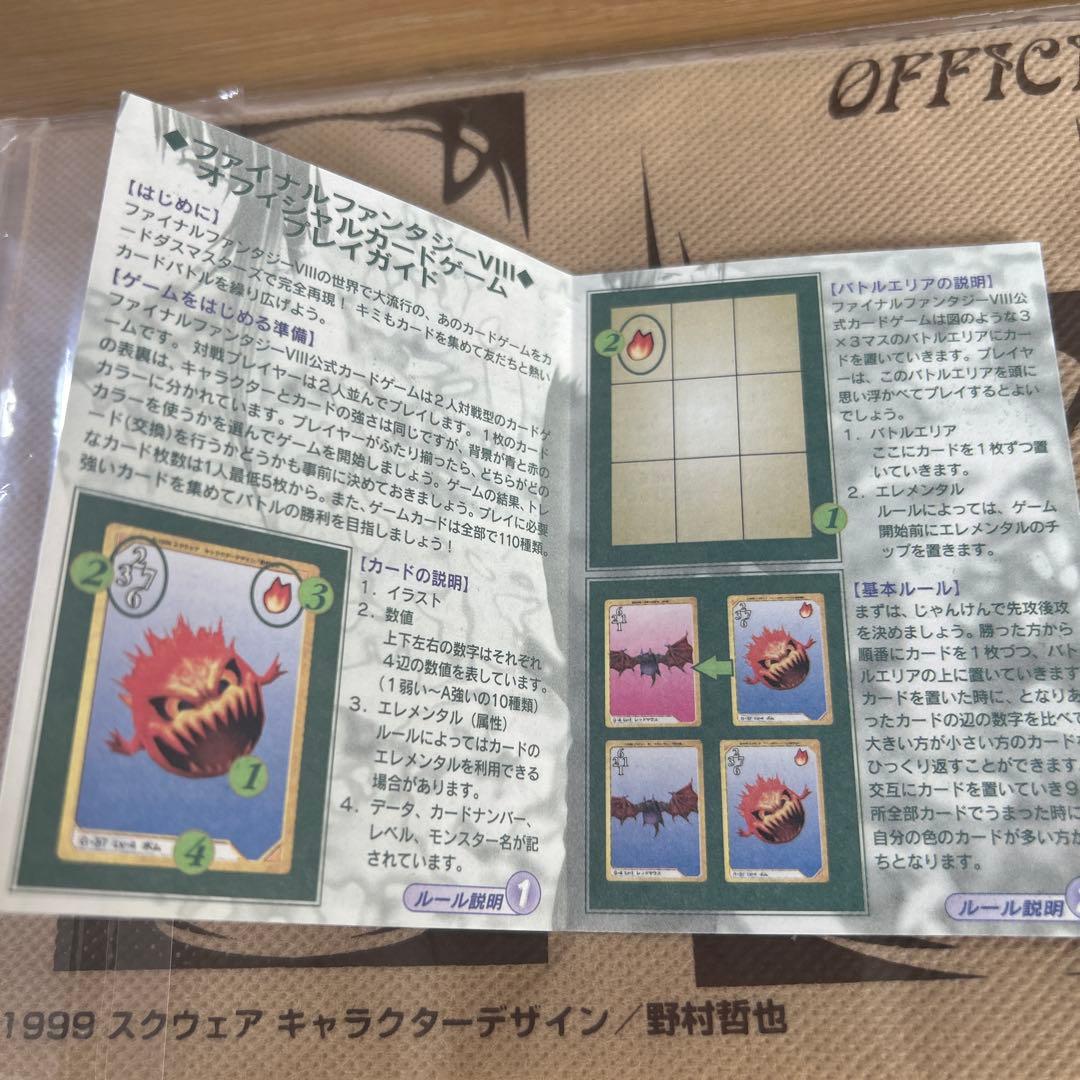 OFFIC
◆ファイナルファンタジーVIII◆
オフィシャルカードゲーム
プレイガイド
【はじめに】
ファイナルファンタジーVIIIの世界で大流行の、あのカードゲームをカ
ードダスマスターズで完全再現！ キミもカードを集めて友だちと熱い
カードバトルを繰り広げよう。
【ゲームをはじめる準備】
ファイナルファンタジーVIII公式カードゲームは2人対戦型のカードゲ
ームです。 対戦プレイヤーは2人並んでプレイします。 1枚のカード
の表裏は、キャラクターとカードの強さは同じですが、背景が青と赤の
カラーに分かれています。プレイヤーがふたり揃ったら、どちらがどの
カラーを使うかを選んでゲームを開始しましょう。ゲームの結果、トレ
ード(交換)を行うかどうかも事前に決めておきましょう。プレイに必要
なカード枚数は1人最低5枚から。また、ゲームカードは全部で110種類。
強いカードを集めてバトルの勝利を目指しましょう！
2
2
3 7
6
3
1
4
Lv-4 ボム
【カードの説明】
1．イラスト
2．数値
上下左右の数字はそれぞれ
4辺の数値を表しています。
（1弱い〜A強いの10種類）
3．エレメンタル（属性）
ルールによってはカードの
エレメンタルを利用できる
場合があります。
4．データ、カードナンバー、
レベル、モンスター名が記
されています。
ルール説明 1
2
1
【バトルエリアの説明】
ファイナルファンタジーVIII公
式カードゲームは図のような3
×3マスのバトルエリアにカー
ドを置いていきます。プレイヤ
ーは、このバトルエリアを頭に
思い浮かべてプレイするとよい
でしょう。
1．バトルエリア
ここにカードを1枚ずつ置
いていきます。
2．エレメンタル
ルールによっては、ゲーム
開始前にエレメンタルのチ
ップを置きます。
【基本ルール】
まずは、じゃんけんで先攻後攻
を決めましょう。勝った方から
順番にカードを1枚づつ、バト
ルエリアの上に置いていきます
カードを置いた時に、となりあ
ったカードの辺の数字を比べて
大きい方が小さい方のカード
ひっくり返すことができます
交互にカードを置いていき9
所全部カードでうまった時に
自分の色のカードが多い方か
ちとなります。
6
2 1
1
2
3 7
6
6
2 1
1
2
3 7
6
ルール説明
1999 スクウェア キャラクターデザイン／野村哲也